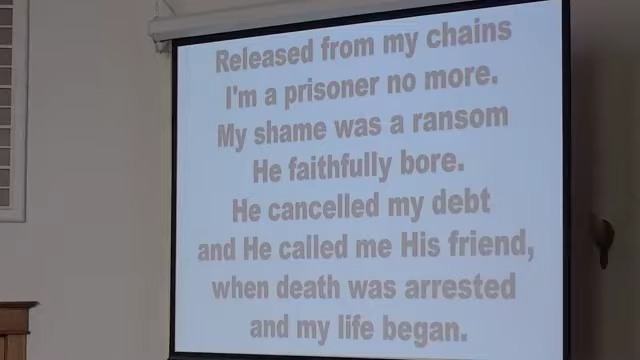 Released from my chains
I'm a prisoner no more.
My shame was a ransom
He faithfully bore.
He cancelled my debt
and He called me His friend,
when death was arrested
and my life began.